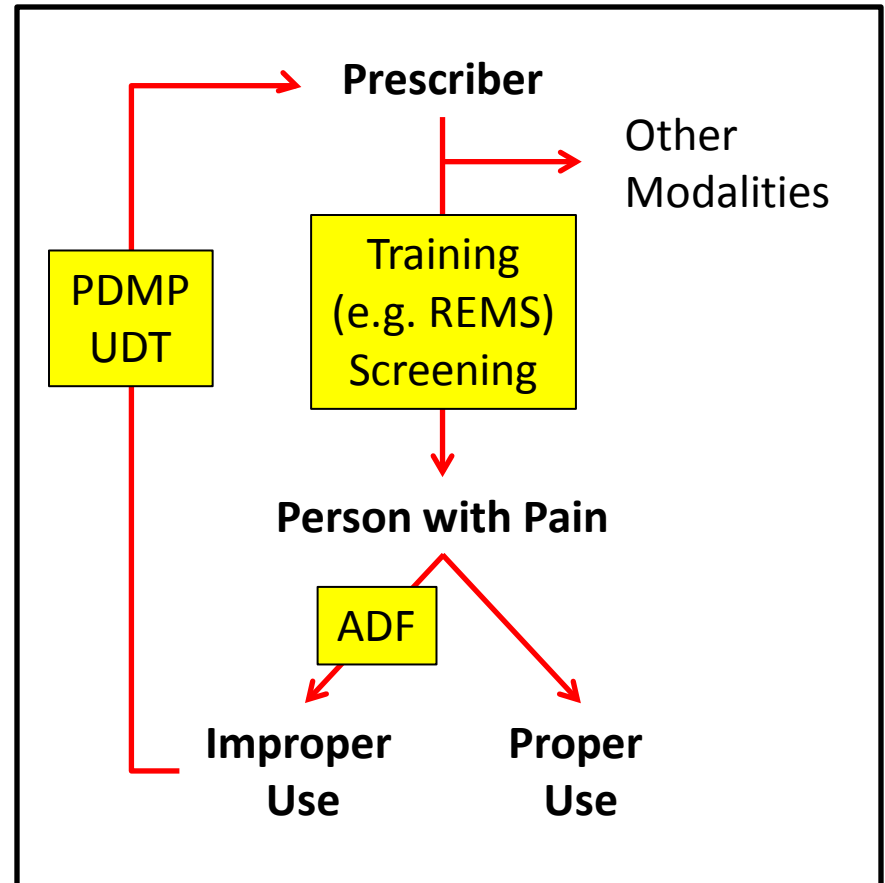 Prescriber
Other
Modalities
Training
(e.g. REMS)
Screening
PDMP
UDT
Person with Pain
ADF
Improper
Use
Proper
Use